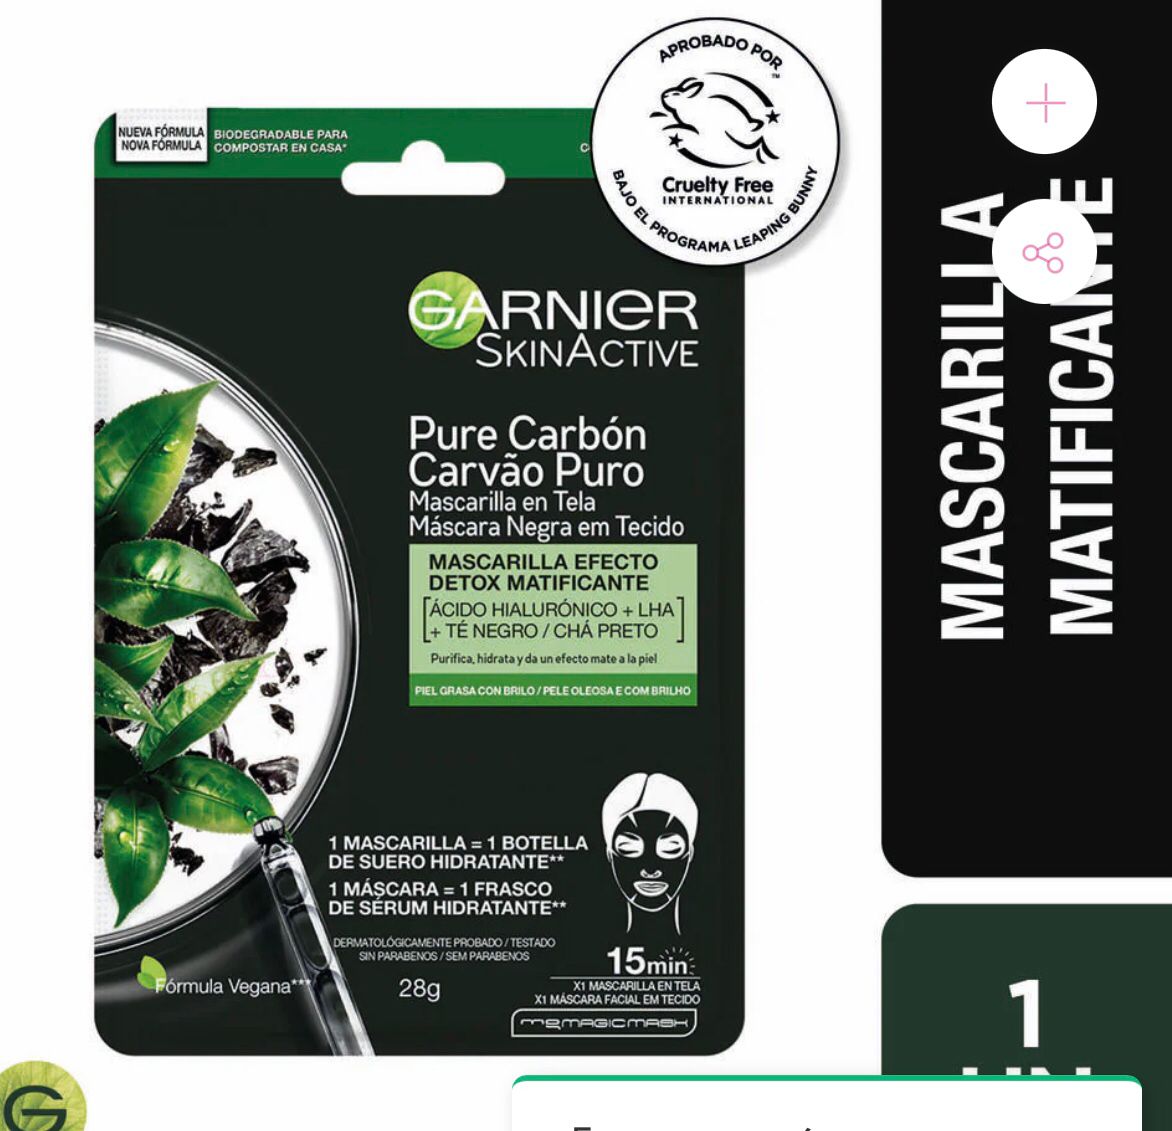 NUEVA FÓRMULA
NOVA FÓRMULA
BIODEGRADABLE PARA
COMPOSTAR EN CASA*
APROBADO POR
TM
Cruelty Free
INTERNATIONAL
BAJO EL PROGRAMA LEAPING BUNNY
GARNIER
SKINACTIVE
Pure Carbón
Carvão Puro
Mascarilla en Tela
Máscara Negra em Tecido
MASCARILLA EFECTO
DETOX MATIFICANTE
[ÁCIDO HIALURÓNICO + LHA
+ TÉ NEGRO / CHÁ PRETO]
Purifica, hidrata y da un efecto mate a la piel
PIEL GRASA CON BRILO / PELE OLEOSA E COM BRILHO
1 MASCARILLA = 1 BOTELLA
DE SUERO HIDRATANTE**
1 MÁSCARA = 1 FRASCO
DE SÉRUM HIDRATANTE**
DERMATOLÓGICAMENTE PROBADO / TESTADO
SIN PARABENOS / SEM PARABENOS
Fórmula Vegana***
28g
15min
X1 MASCARILLA EN TELA
X1 MÁSCARA FACIAL EM TECIDO
MAGICMASK
MASCARILLA
MATIFICANTE
1
G